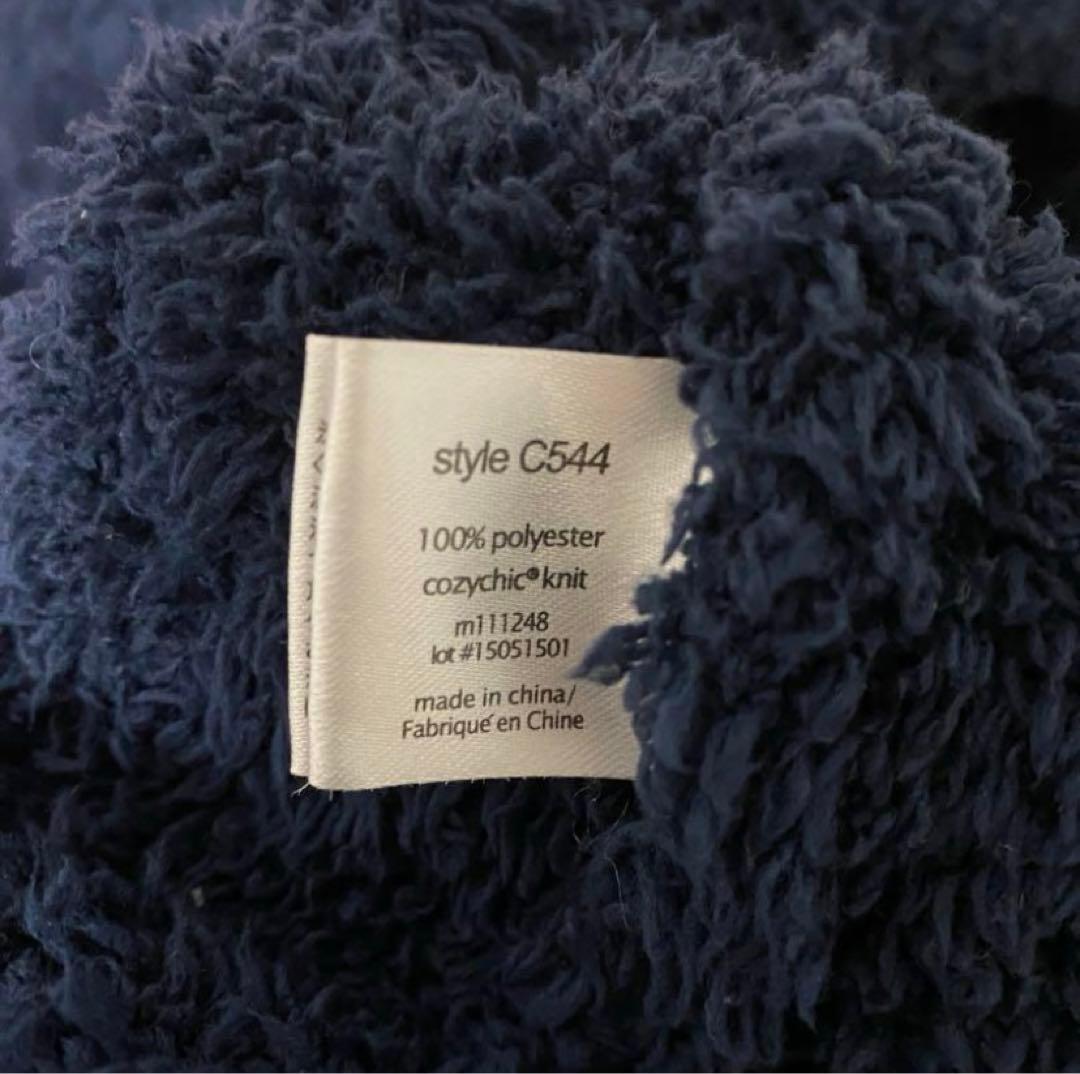 style C544
100% polyester
cozychic® knit
m111248
lot #15051501
made in china/
Fabriqué en Chine